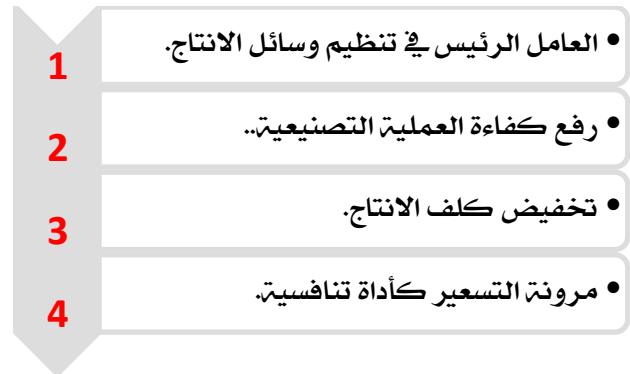 1
• العامل الرئيس في تنظيم وسائل الانتاج.
2
• رفع كفاءة العملية التصنيعية..
3
• تخفيض كلف الانتاج.
4
• مرونة التسعير كأداة تنافسية.